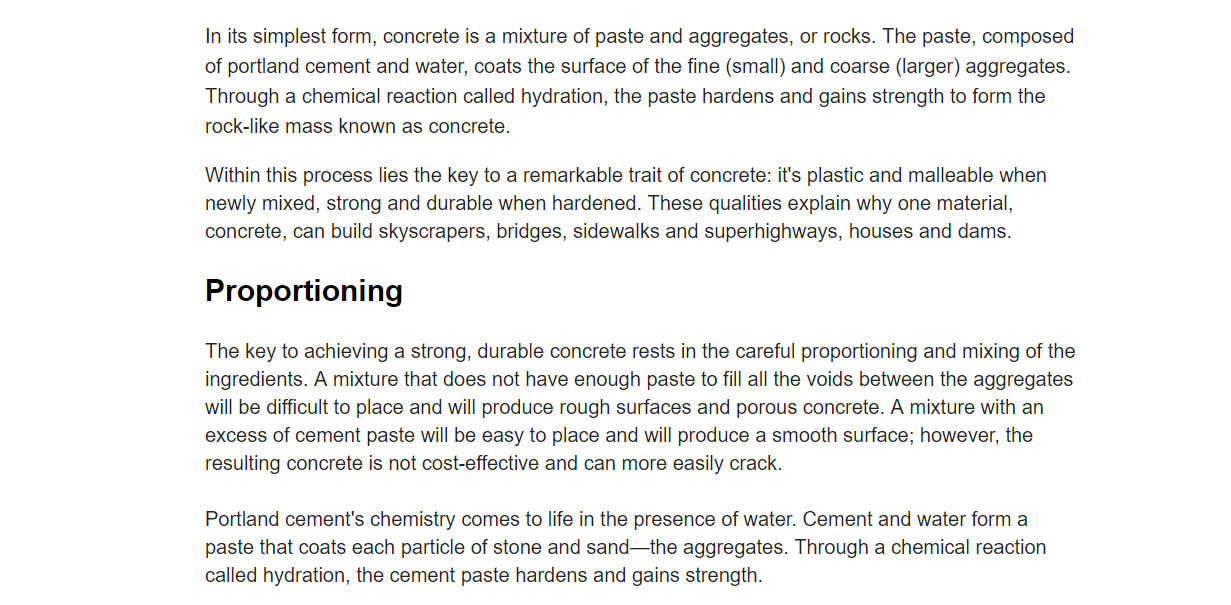 In its simplest form, concrete is a mixture of paste and aggregates, or rocks. The paste, composed
of portland cement and water, coats the surface of the fine (small) and coarse (larger) aggregates.
Through a chemical reaction called hydration, the paste hardens and gains strength to form the
rock-like mass known as concrete.
Within this process lies the key to a remarkable trait of concrete: it's plastic and malleable when
newly mixed, strong and durable when hardened. These qualities explain why one material,
concrete, can build skyscrapers, bridges, sidewalks and superhighways, houses and dams.
Proportioning
The key to achieving a strong, durable concrete rests in the careful proportioning and mixing of the
ingredients. A mixture that does not have enough paste to fill all the voids between the aggregates
will be difficult to place and will produce rough surfaces and porous concrete. A mixture with an
excess of cement paste will be easy to place and will produce a smooth surface; however, the
resulting concrete is not cost-effective and can more easily crack.
Portland cement's chemistry comes to life in the presence of water. Cement and water form a
paste that coats each particle of stone and sand—the aggregates. Through a chemical reaction
called hydration, the cement paste hardens and gains strength.